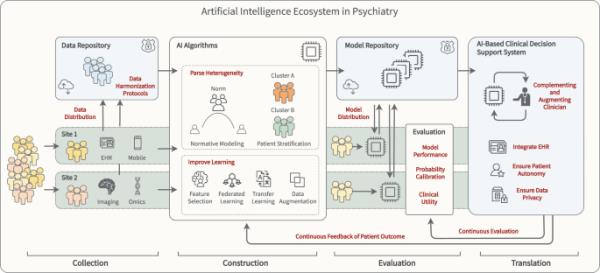 Artificial Intelligence Ecosystem in Psychiatry
Data Repository
Data
Harmonization
Protocols
Data
Distribution
Site 1
EHR
Mobile
Site 2
Imaging
Omics
AI Algorithms
Parse Heterogeneity
Norm
Normative Modeling
Cluster A
Cluster B
Patient Stratification
Improve Learning
Feature
Selection
Federated
Learning
Transfer
Learning
Data
Augmentation
Model Repository
Model
Distribution
Evaluation
Model
Performance
Probability
Calibration
Clinical
Utility
AI-Based Clinical Decision
Support System
Complementing
and
Augmenting
Clinician
Integrate EHR
Ensure Patient
Autonomy
Ensure Data
Privacy
Continuous Feedback of Patient Outcome
Continuous Evaluation
Collection
Construction
Evaluation
Translation